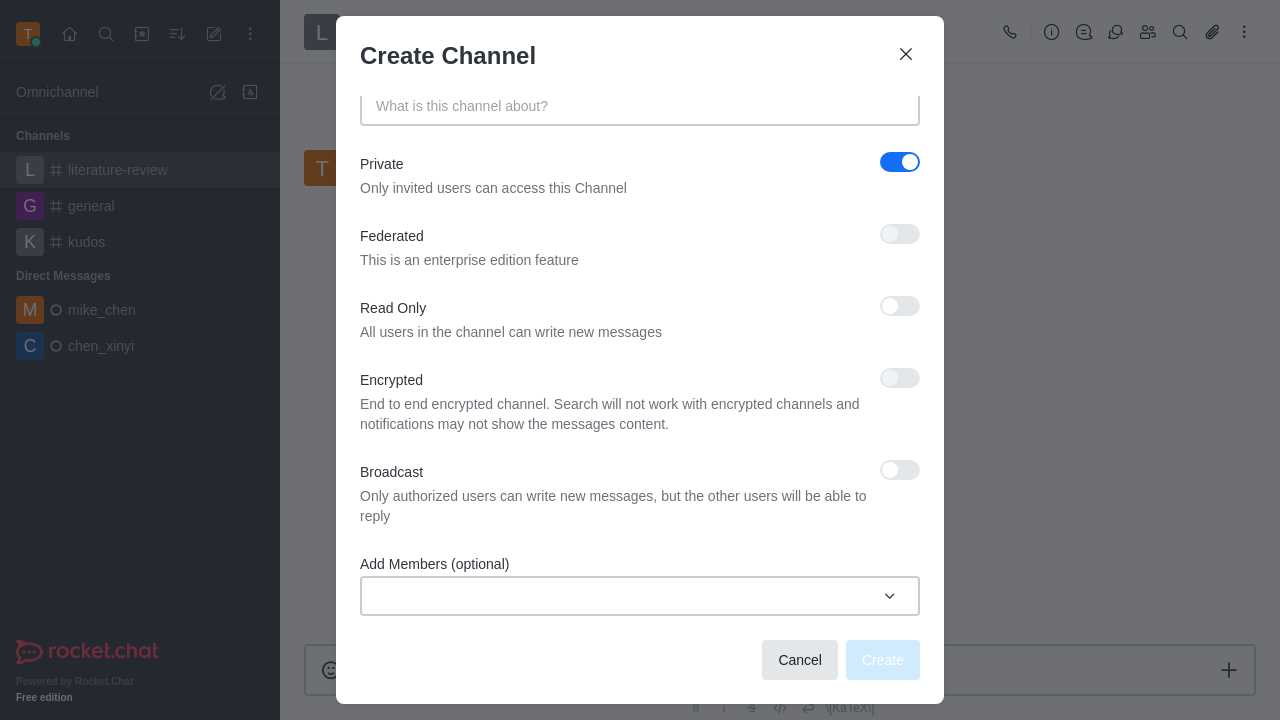 T
Omnichannel
Channels
L literature-review
G general
K kudos
Direct Messages
M mike_chen
C chen_xinyi
rocket.chat
Powered by Rocket.Chat
Free edition
L
T
Create Channel
What is this channel about?
Private
Only invited users can access this Channel
Federated
This is an enterprise edition feature
Read Only
All users in the channel can write new messages
Encrypted
End to end encrypted channel. Search will not work with encrypted channels and
notifications may not show the messages content.
Broadcast
Only authorized users can write new messages, but the other users will be able to
reply
Add Members (optional)
Cancel Create
\[KaTeX\]